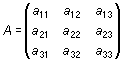 A = ( a₁₁ a₁₂ a₁₃
a₂₁ a₂₂ a₂₃
a₃₁ a₃₂ a₃₃ )